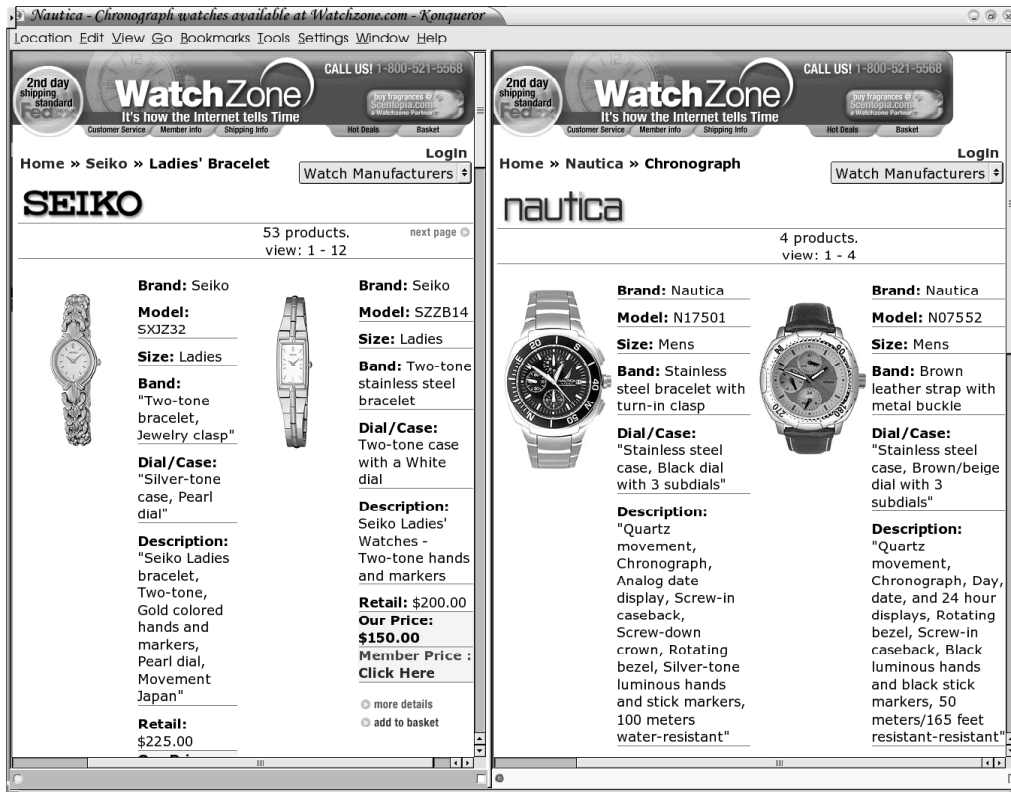 Nautica - Chronograph watches available at Watchzone.com - Konqueror
Location Edit View Go Bookmarks Tools Settings Window Help
2nd day
shipping
standard
FedEx
WatchZone
It's how the Internet tells Time
CALL US! 1-800-521-5568
buy fragrances @
Scentopia.com
a Watchzone Partner
Customer Service Member info Shipping Info Hot Deals Basket
LogIn
Home » Seiko » Ladies' Bracelet
Watch Manufacturers
SEIKO
53 products.
next page
view: 1 - 12
Brand: Seiko
Model:
SXJZ32
Size: Ladies
Band:
"Two-tone
bracelet,
Jewelry clasp"
Dial/Case:
"Silver-tone
case, Pearl
dial"
Description:
"Seiko Ladies
bracelet,
Two-tone,
Gold colored
hands and
markers,
Pearl dial,
Movement
Japan"
Retail:
$225.00
Brand: Seiko
Model: SZZB14
Size: Ladies
Band: Two-tone
stainless steel
bracelet
Dial/Case:
Two-tone case
with a White
dial
Description:
Seiko Ladies'
Watches -
Two-tone hands
and markers
Retail: $200.00
Our Price:
$150.00
Member Price :
Click Here
more details
add to basket
2nd day
shipping
standard
FedEx
WatchZone
It's how the Internet tells Time
CALL US! 1-800-521-5568
buy fragrances @
Scentopia.com
a Watchzone Partner
Customer Service Member info Shipping Info Hot Deals Basket
LogIn
Home » Nautica » Chronograph
Watch Manufacturers
nautica
4 products.
view: 1 - 4
Brand: Nautica
Model: N17501
Size: Mens
Band: Stainless
steel bracelet with
turn-in clasp
Dial/Case:
"Stainless steel
case, Black dial
with 3 subdials"
Description:
"Quartz
movement,
Chronograph,
Analog date
display, Screw-in
caseback,
Screw-down
crown, Rotating
bezel, Silver-tone
luminous hands
and stick markers,
100 meters
water-resistant"
Brand: Nautica
Model: N07552
Size: Mens
Band: Brown
leather strap with
metal buckle
Dial/Case:
"Stainless steel
case, Brown/beige
dial with 3
subdials"
Description:
"Quartz
movement,
Chronograph, Day,
date, and 24 hour
displays, Rotating
bezel, Screw-in
caseback, Black
luminous hands
and black stick
markers, 50
meters/165 feet
resistant-resistant"